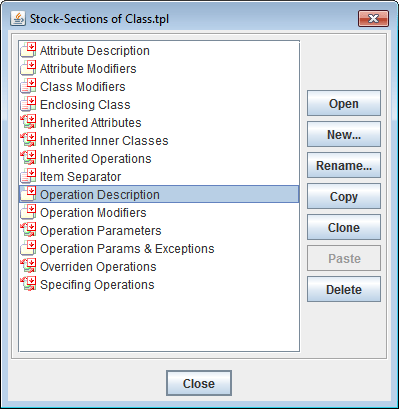 Stock-Sections of Class.tpl
Attribute Description
Attribute Modifiers
Class Modifiers
Enclosing Class
Inherited Attributes
Inherited Inner Classes
Inherited Operations
Item Separator
Operation Description
Operation Modifiers
Operation Parameters
Operation Params & Exceptions
Overriden Operations
Specifing Operations
Open
New...
Rename...
Copy
Clone
Paste
Delete
Close